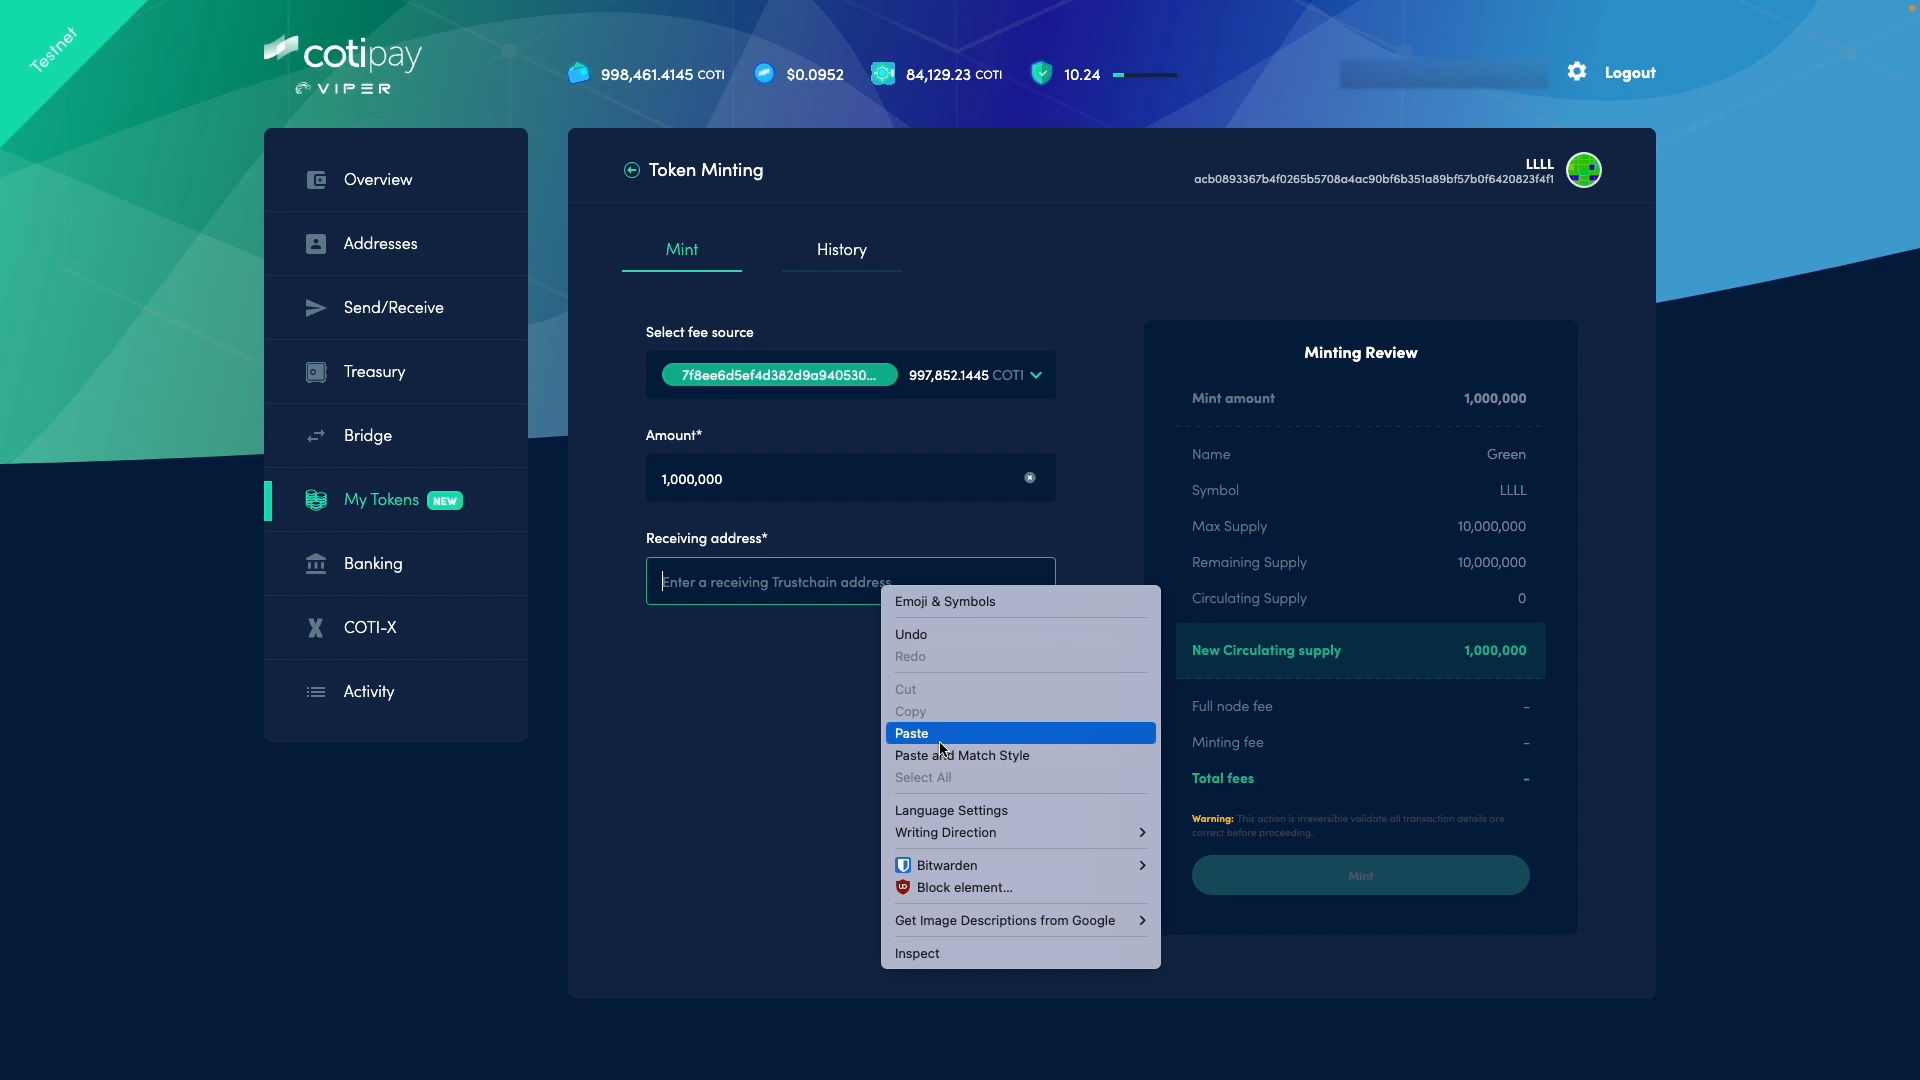 Testnet
cotipay
VIPER
998,461.4145 COTI
$0.0952
84,129.23 COTI
10.24
Logout
Overview
Addresses
Send/Receive
Treasury
Bridge
My Tokens NEW
Banking
COTI-X
Activity
Token Minting
LLLL
acb0893367b4f0265b5708a4ac90bf6b351a89bf57b0f6420823f4f1
Mint
History
Select fee source
7f8ee6d5ef4d382d9a940530... 997,852.1445 COTI
Amount*
1,000,000
Receiving address*
Enter a receiving Trustchain address
Emoji & Symbols
Undo
Redo
Cut
Copy
Paste
Paste and Match Style
Select All
Language Settings
Writing Direction
Bitwarden
Block element...
Get Image Descriptions from Google
Inspect
Minting Review
Mint amount 1,000,000
Name Green
Symbol LLLL
Max Supply 10,000,000
Remaining Supply 10,000,000
Circulating Supply 0
New Circulating supply 1,000,000
Full node fee -
Minting fee -
Total fees -
Warning: This action is irreversible validate all transaction details are
correct before proceeding.
Mint